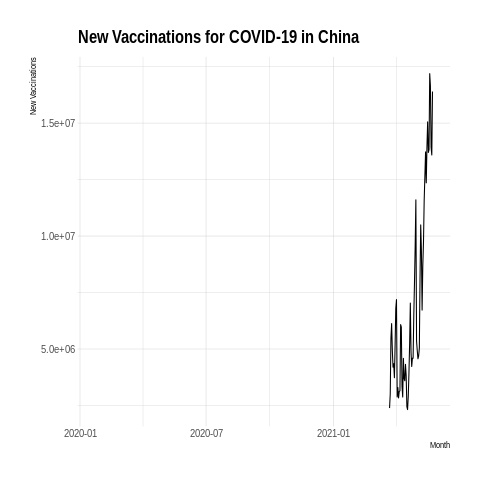 New Vaccinations for COVID-19 in China
New Vaccinations
1.5e+07
1.0e+07
5.0e+06
2020-01 2020-07 2021-01
Month